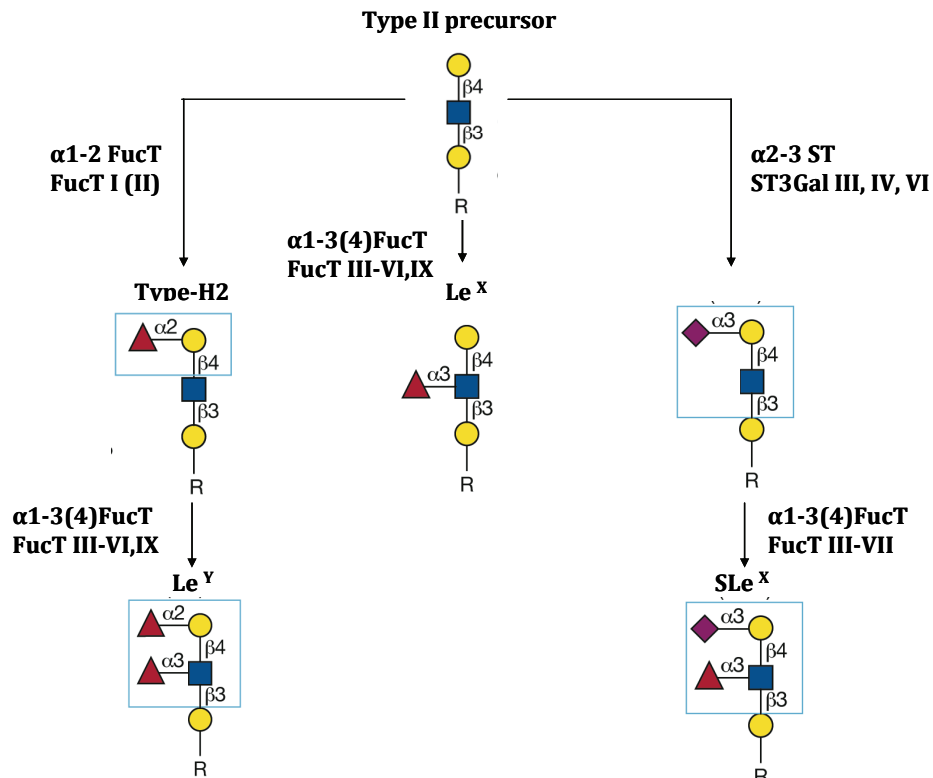 Type II precursor
β4
β3
R
α1-2 FucT
FucT I (II)
α2-3 ST
ST3Gal III, IV, VI
α1-3(4)FucT
FucT III-VI,IX
Type-H2
Le X
α2
β4
β3
R
α3
β4
β3
R
α3
β4
β3
R
α1-3(4)FucT
FucT III-VI,IX
α1-3(4)FucT
FucT III-VII
Le Y
SLe X
α2
β4
α3
β3
R
α3
β4
α3
β3
R